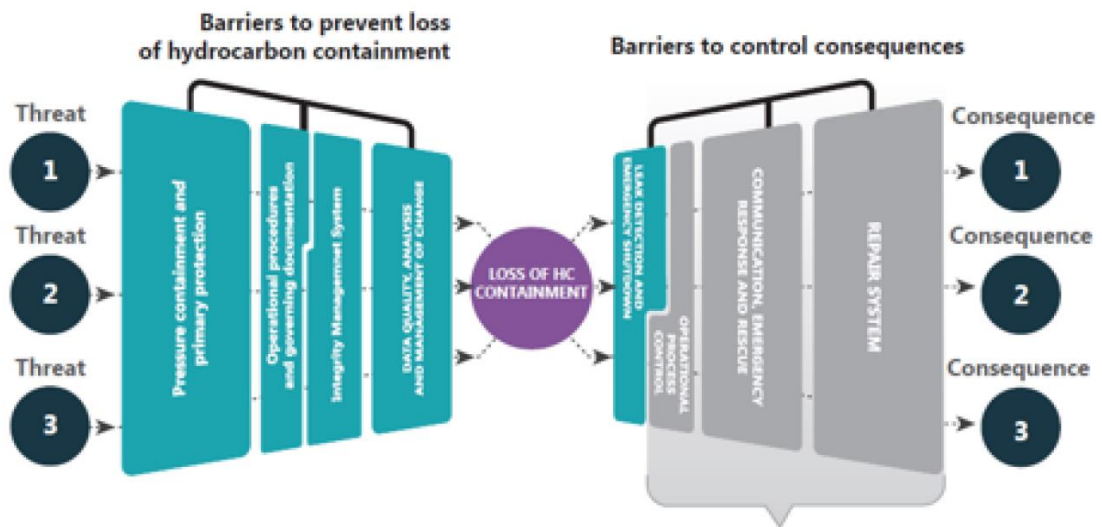 Barriers to prevent loss
of hydrocarbon containment
Barriers to control consequences
Threat
1
Threat
2
Threat
3
Pressure containment and
primary protection
Operational procedures
and governing documentation
Integrity Managemnet System
DATA QUALITY, ANALYSIS
AND MANAGEMENT OF CHANGE
LOSS OF HC
CONTAINMENT
LEAK DETECTION AND
EMERGENCY SHUTDOWN
OPERATIONAL
PROCESS
CONTROL
COMMUNICATION, EMERGENCY
RESPONSE AND RESCUE
REPAIR SYSTEM
Consequence
1
Consequence
2
Consequence
3